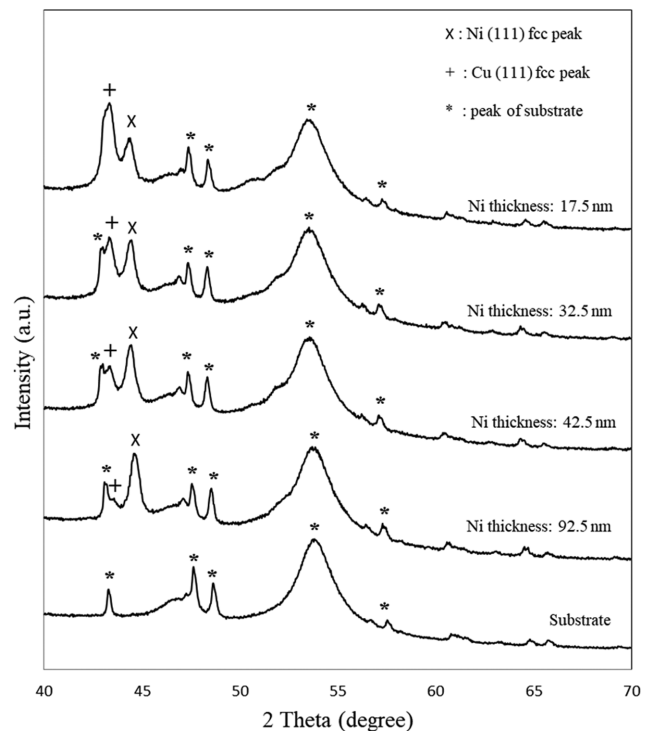 x : Ni (111) fcc peak
+ : Cu (111) fcc peak
* : peak of substrate
+
x
*
*
*
*
Ni thickness: 17.5 nm
*
+
x
*
*
*
*
Ni thickness: 32.5 nm
*
+
x
*
*
*
*
Ni thickness: 42.5 nm
*
+
x
*
*
*
*
Ni thickness: 92.5 nm
*
*
*
*
*
Substrate
Intensity (a.u.)
40 45 50 55 60 65 70
2 Theta (degree)